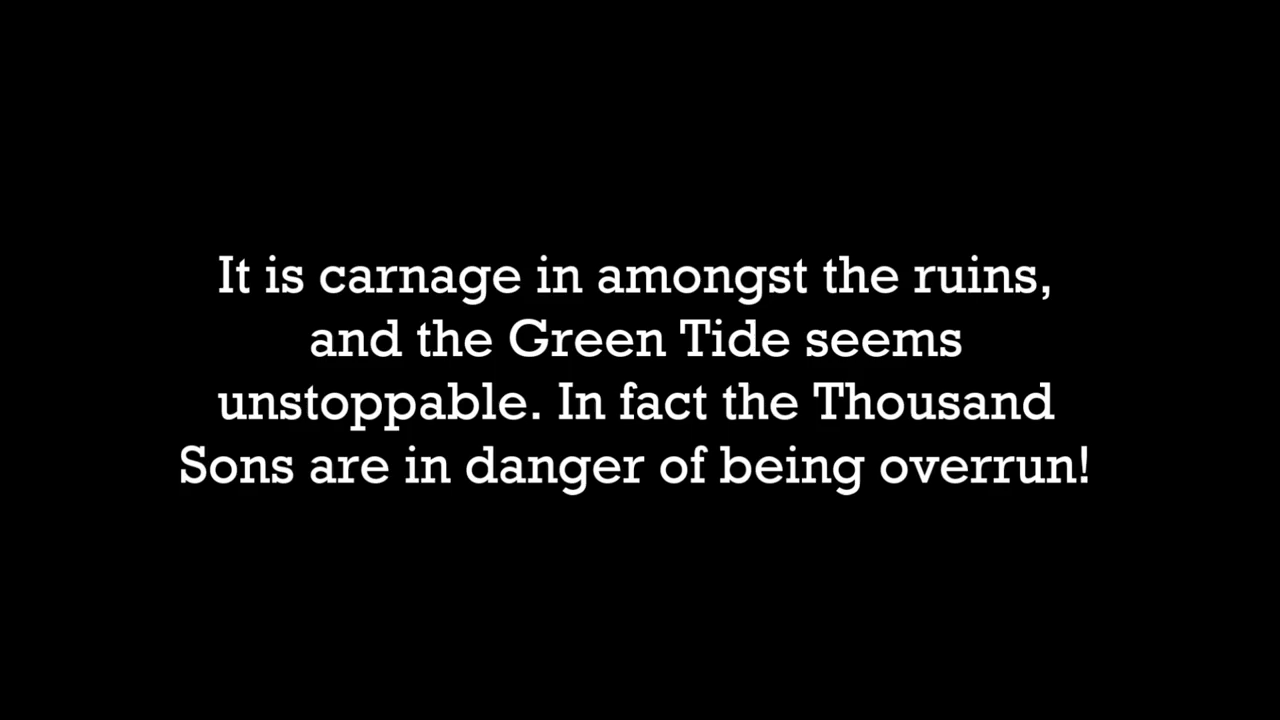 It is carnage in amongst the ruins,
and the Green Tide seems
unstoppable. In fact the Thousand
Sons are in danger of being overrun!